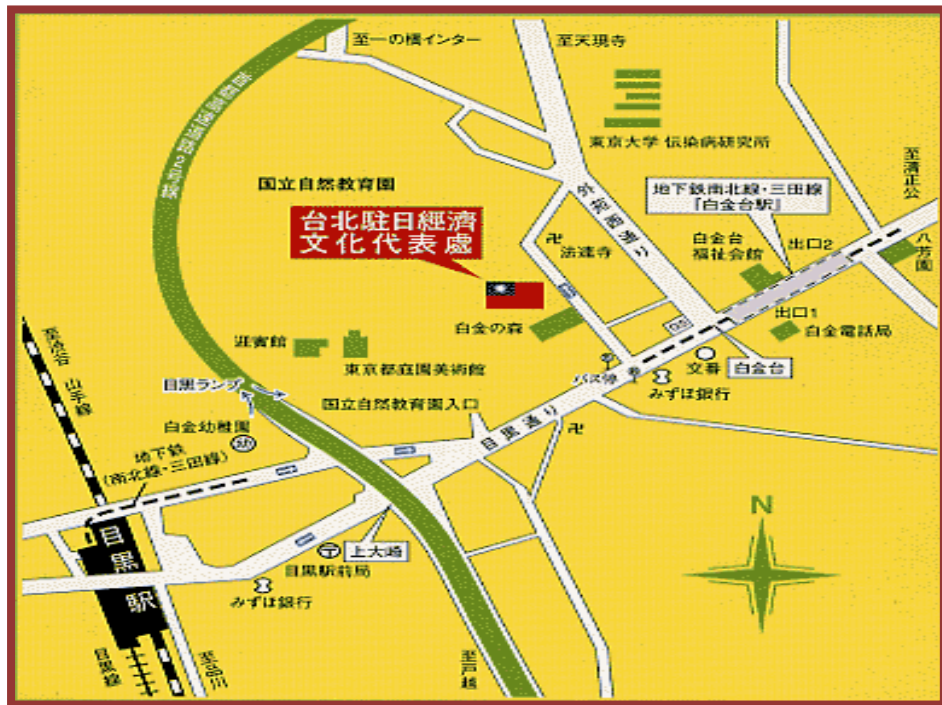 至一の橋インター
至天現寺
首都高速道路2号線
東京大学 伝染病研究所
国立自然教育園
至清正公
地下鉄南北線・三田線
「白金台駅」
外苑西通り
台北駐日經濟
文化代表處
卍
法連寺
白金台
福祉会館
出口2
八芳園
白金の森
出口1
白金電話局
至渋谷
山手線
迎賓館
東京都庭園美術館
交番
白金台
バス停
みずほ銀行
目黒ランプ
国立自然教育園入口
目黒通り
卍
白金幼稚園
幼
地下鉄
(南北線・三田線)
N
目黒駅
上大崎
目黒駅前局
みずほ銀行
目黒線
至品川
至戸越